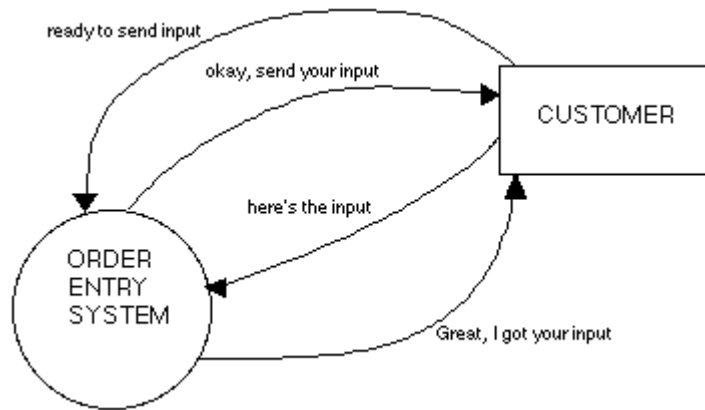 ready to send input
okay, send your input
CUSTOMER
here's the input
ORDER
ENTRY
SYSTEM
Great, I got your input